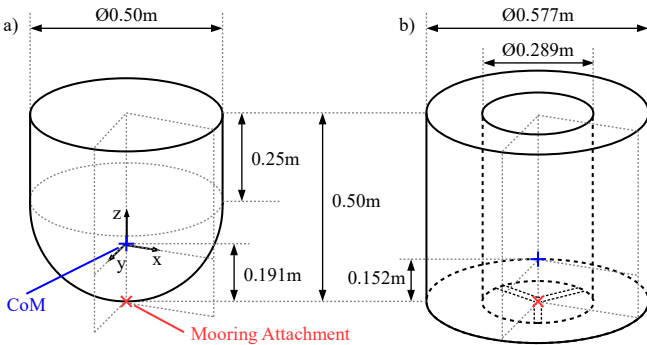 a)
Ø0.50m
b)
Ø0.577m
Ø0.289m
0.25m
0.50m
z
y
x
0.191m
0.152m
CoM
Mooring Attachment